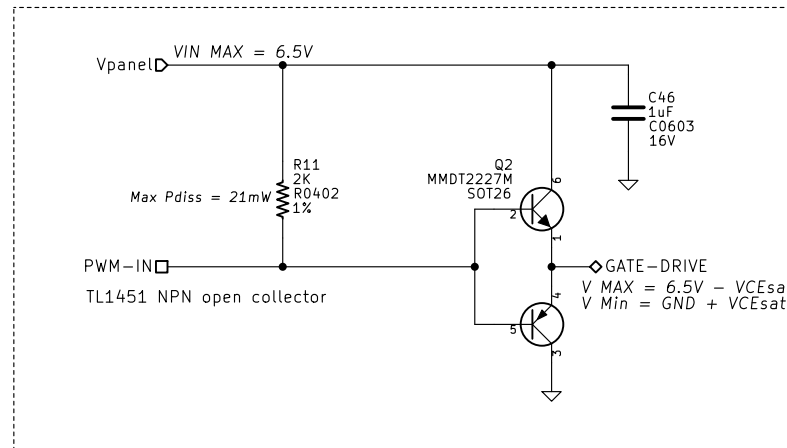 VIN MAX = 6.5V
Vpanel
C46
1uF
C0603
16V
R11
2K
R0402
1%
Max Pdiss = 21mW
Q2
MMDT2227M
SOT26
6
2
1
PWM-IN
TL1451 NPN open collector
GATE-DRIVE
V MAX = 6.5V - VCEsa
V Min = GND + VCEsat
4
5
3